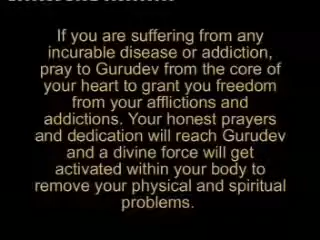 If you are suffering from any
incurable disease or addiction,
pray to Gurudev from the core of
your heart to grant you freedom
from your afflictions and
addictions. Your honest prayers
and dedication will reach Gurudev
and a divine force will get
activated within your body to
remove your physical and spiritual
problems.